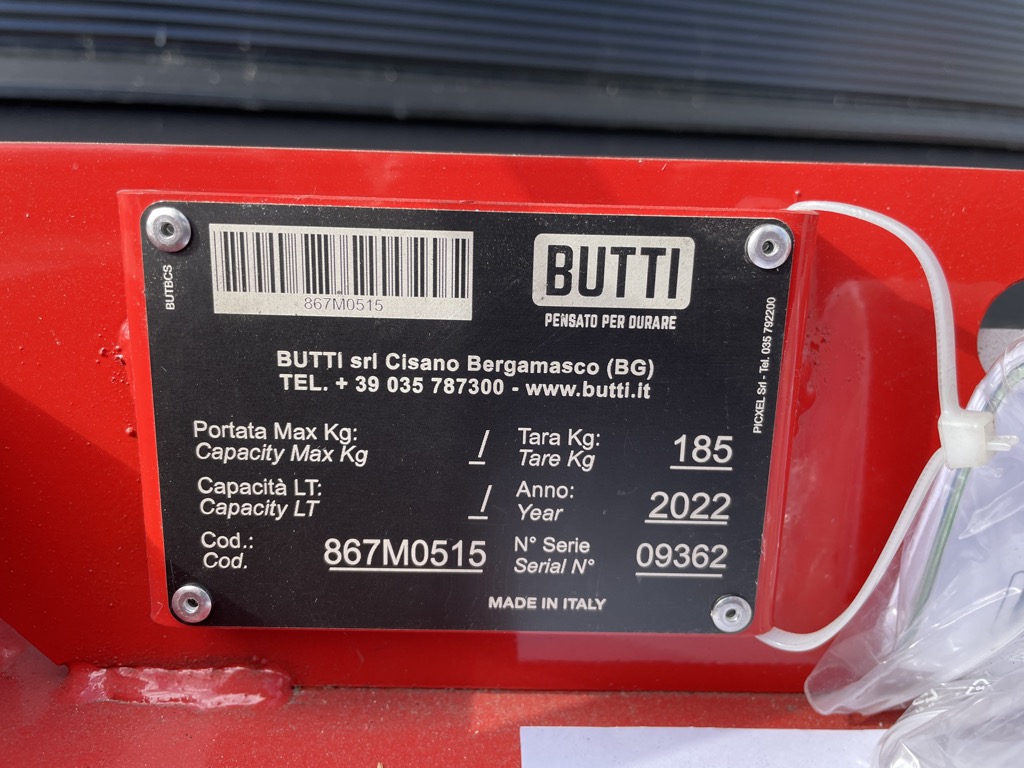 867M0515
BUTBCS
BUTTI
PENSATO PER DURARE
PICXEL Srl - Tel. 035 792200
BUTTI srl Cisano Bergamasco (BG)
TEL. + 39 035 787300 - www.butti.it
Portata Max Kg: / Tara Kg: 185
Capacity Max Kg Tare Kg
Capacità LT: / Anno: 2022
Capacity LT Year
Cod.: 867M0515 N° Serie 09362
Cod. Serial N°
MADE IN ITALY